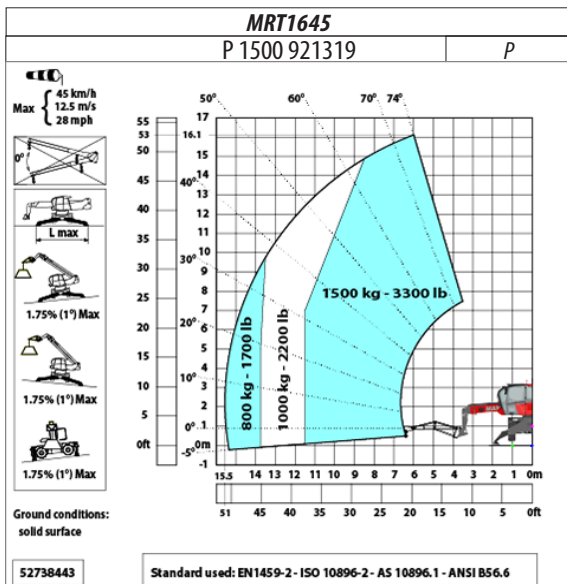 MRT1645
P 1500 921319 P
Max { 45 km/h
12.5 m/s
28 mph
0°
L max
1.75% (1°) Max
1.75% (1°) Max
1.75% (1°) Max
Ground conditions:
solid surface
50° 60° 70° 74°
40°
30°
20°
10°
0°
-5°
55
53
50
45
40
35
30
25
20
15
10
5
0ft
17
16.1
15
14
13
12
11
10
9
8
7
6
5
4
3
2
1
0m
-1
800 kg - 1700 lb
1000 kg - 2200 lb
1500 kg - 3300 lb
15.5 14 13 12 11 10 9 8 7 6 5 4 3 2 1 0m
51 45 40 35 30 25 20 15 10 5 0ft
52738443
Standard used: EN1459-2 - ISO 10896-2 - AS 10896.1 - ANSI B56.6